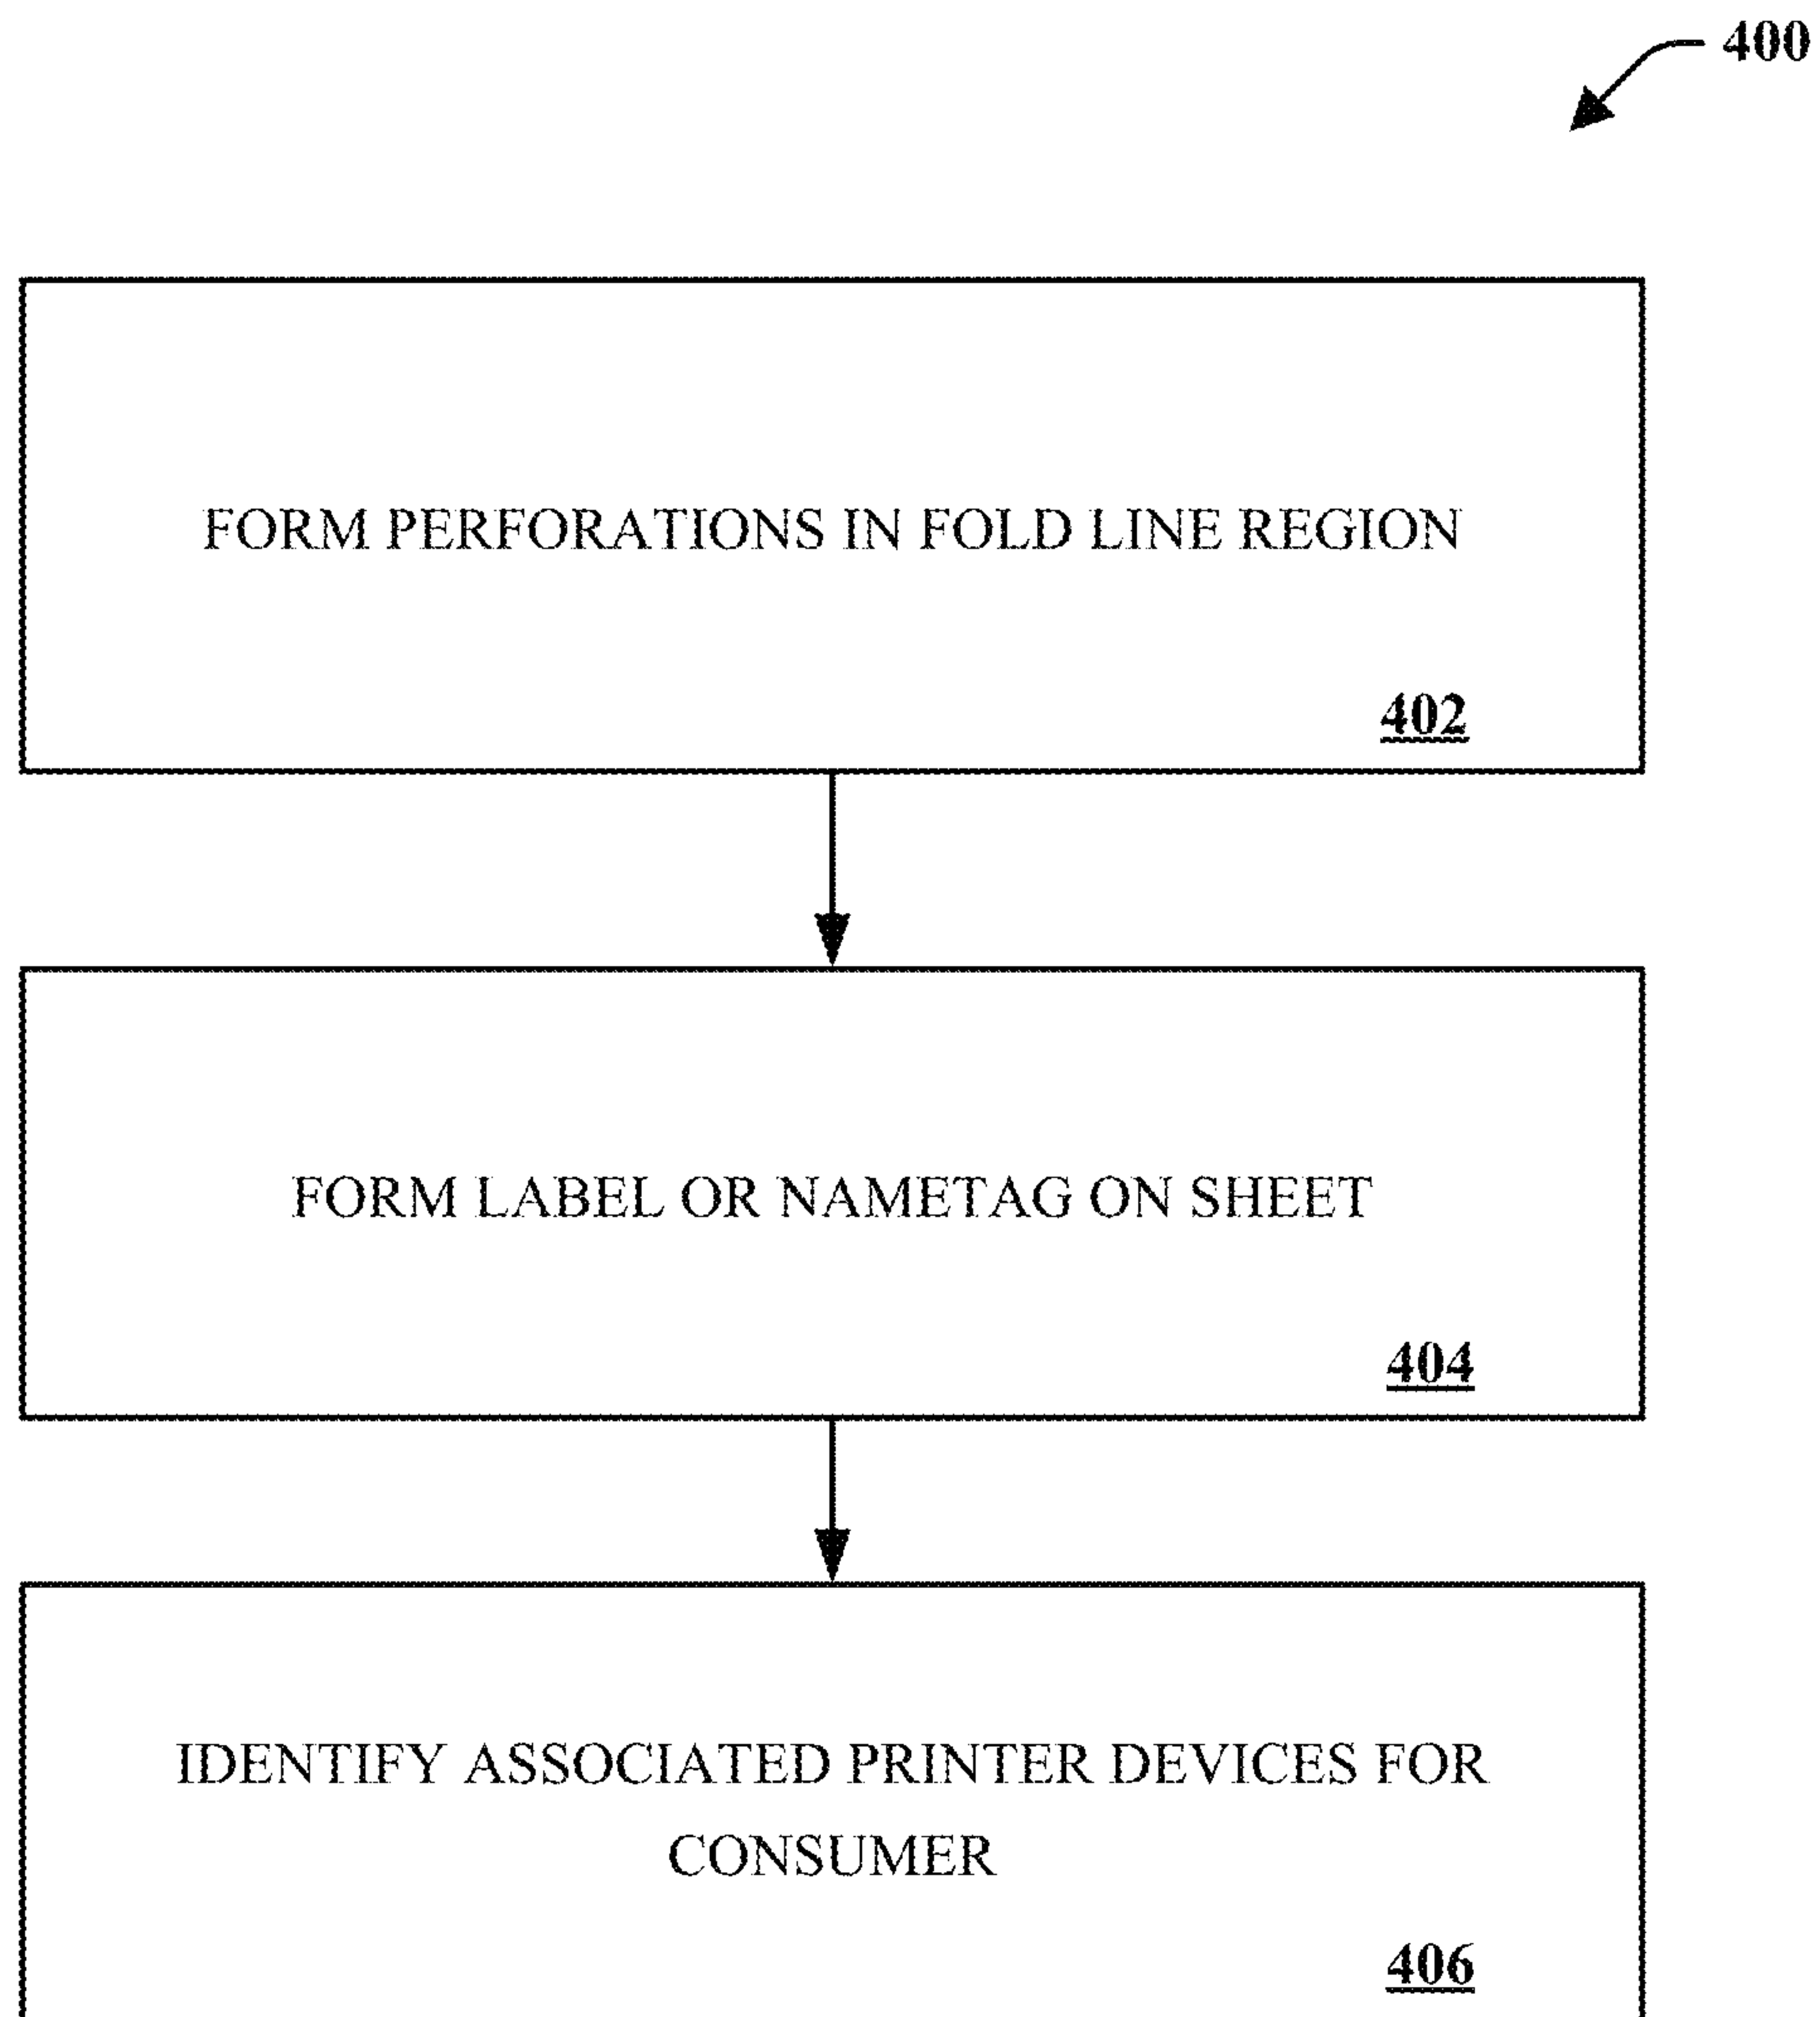 400
FORM PERFORATIONS IN FOLD LINE REGION
402
FORM LABEL OR NAMETAG ON SHEET
404
IDENTIFY ASSOCIATED PRINTER DEVICES FOR
CONSUMER
406